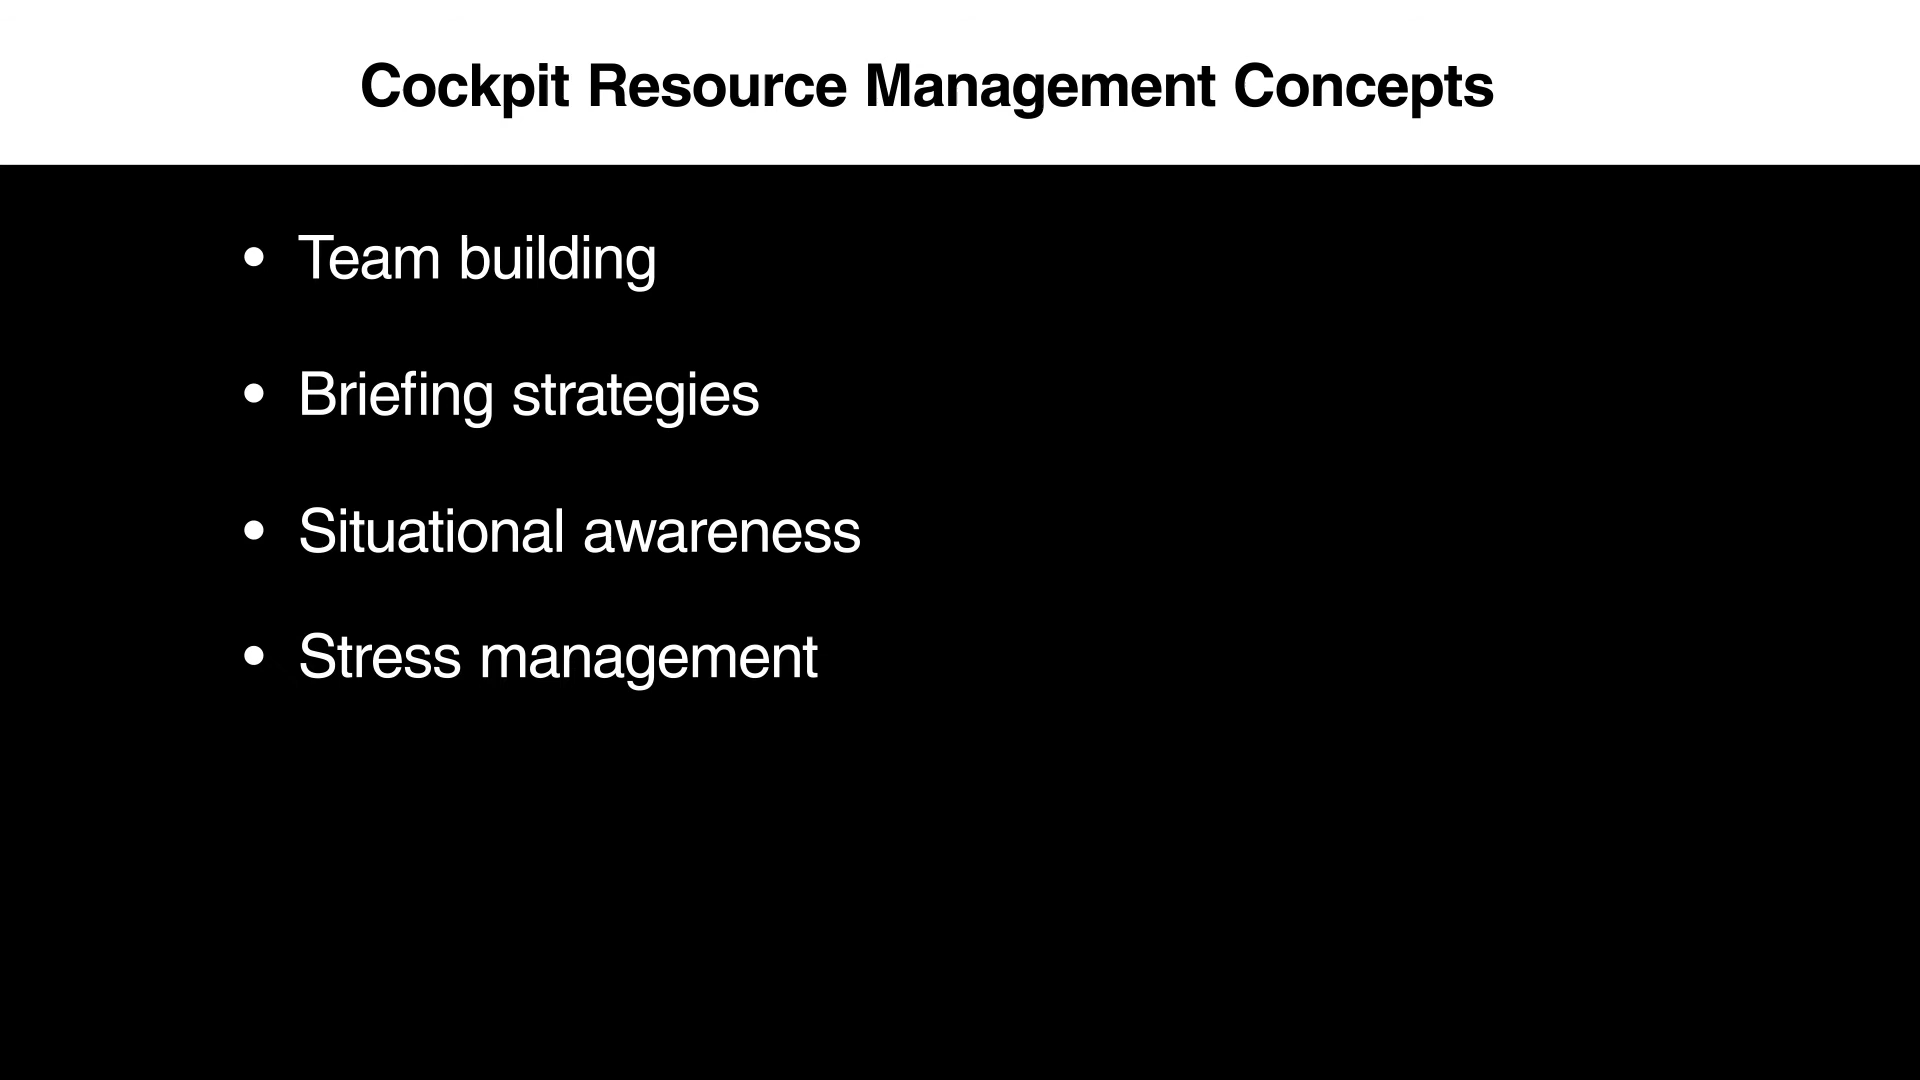 Cockpit Resource Management Concepts
• Team building
• Briefing strategies
• Situational awareness
• Stress management